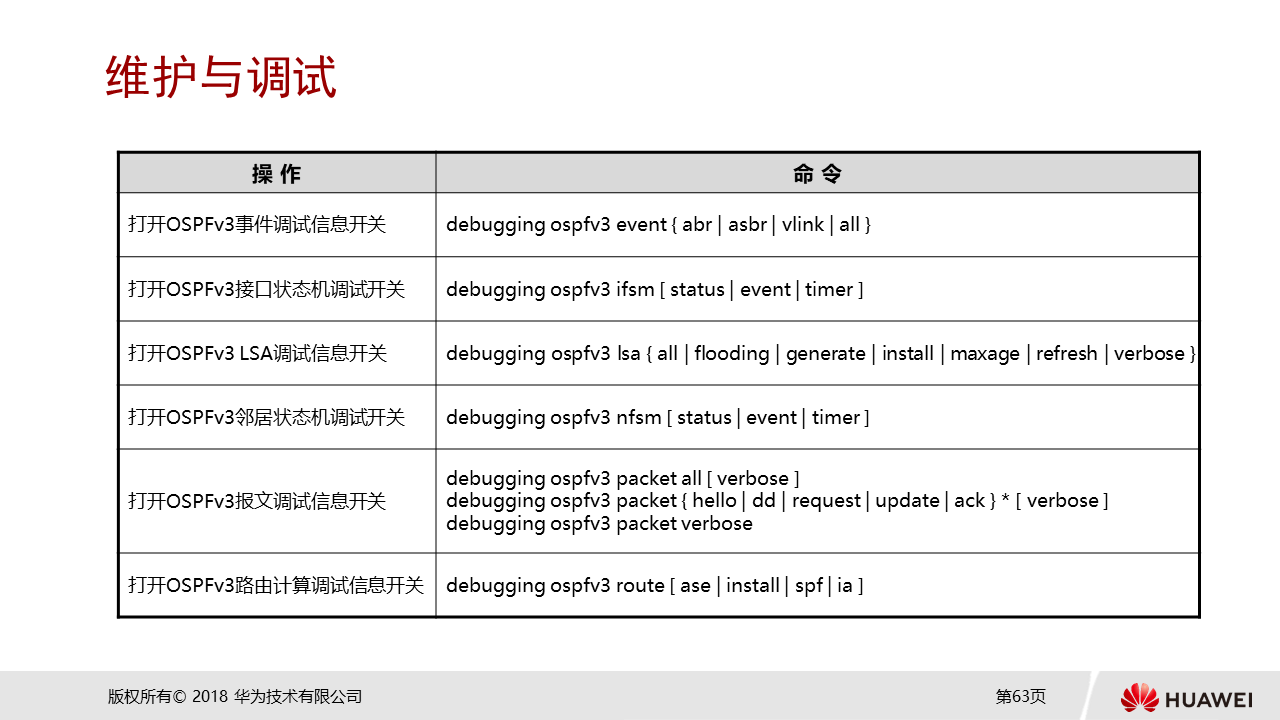 维护与调试
操 作
命 令
打开OSPFv3事件调试信息开关
debugging ospfv3 event { abr | asbr | vlink | all }
打开OSPFv3接口状态机调试开关
debugging ospfv3 ifsm [ status | event | timer ]
打开OSPFv3 LSA调试信息开关
debugging ospfv3 lsa { all | flooding | generate | install | maxage | refresh | verbose }
打开OSPFv3邻居状态机调试开关
debugging ospfv3 nfsm [ status | event | timer ]
打开OSPFv3报文调试信息开关
debugging ospfv3 packet all [ verbose ]
debugging ospfv3 packet { hello | dd | request | update | ack } * [ verbose ]
debugging ospfv3 packet verbose
打开OSPFv3路由计算调试信息开关
debugging ospfv3 route [ ase | install | spf | ia ]
版权所有© 2018 华为技术有限公司
第63页
HUAWEI